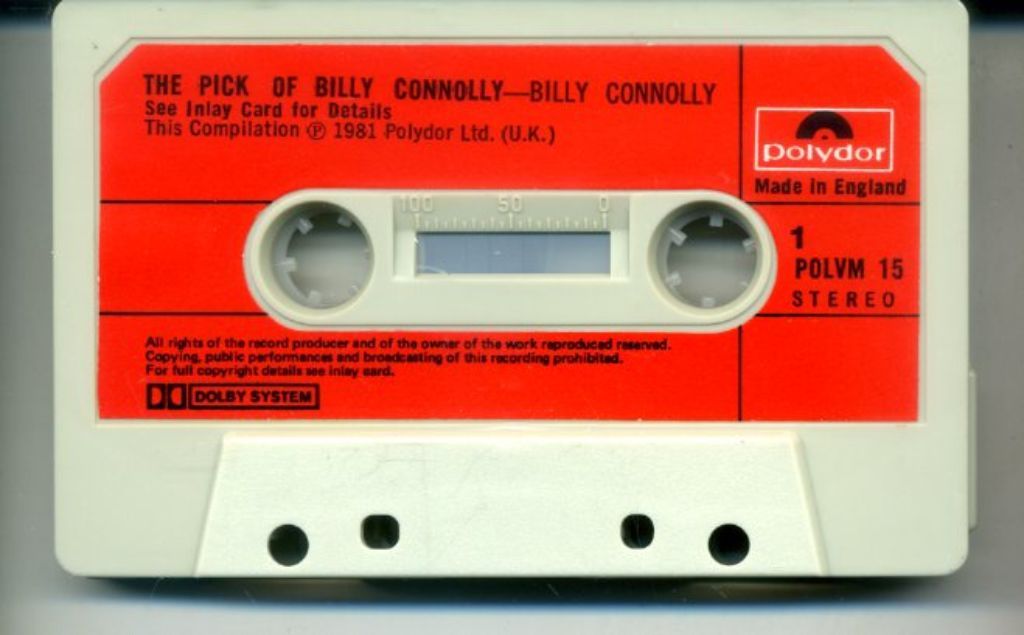 THE PICK OF BILLY CONNOLLY—BILLY CONNOLLY
See Inlay Card for Details
This Compilation ℗ 1981 Polydor Ltd. (U.K.)
polydor
Made in England
100 50 0
1
POLVM 15
STEREO
All rights of the record producer and of the owner of the work reproduced reserved.
Copying, public performances and broadcasting of this recording prohibited.
For full copyright details see inlay card.
DOLBY SYSTEM